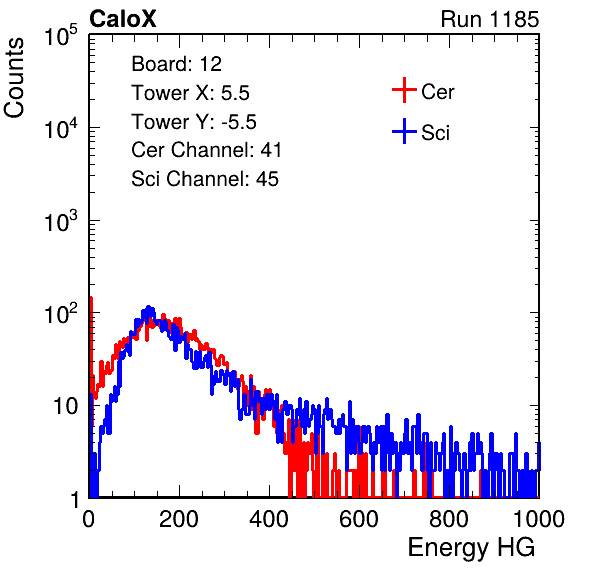 CaloX Run 1185
Counts
10^5
Board: 12
Tower X: 5.5
Tower Y: -5.5
Cer Channel: 41
Sci Channel: 45
Cer
Sci
10^4
10^3
10^2
10
1
0 200 400 600 800 1000
Energy HG